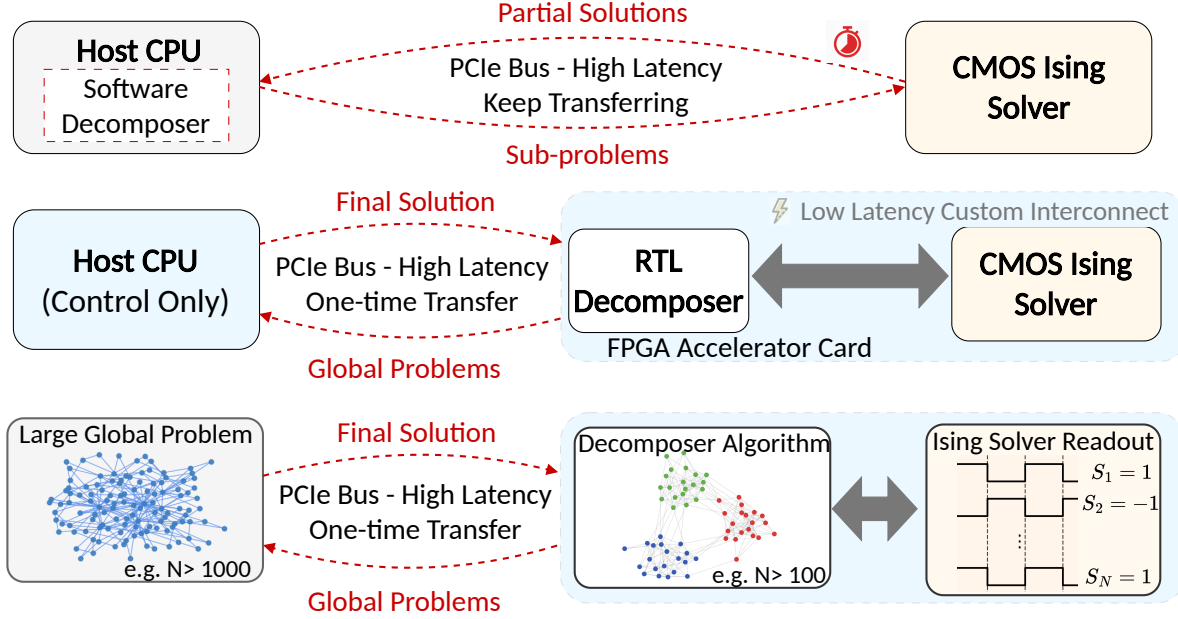 Partial Solutions
Host CPU
Software
Decomposer
PCIe Bus - High Latency
Keep Transferring
CMOS Ising
Solver
Sub-problems
Final Solution
Low Latency Custom Interconnect
Host CPU
(Control Only)
PCIe Bus - High Latency
One-time Transfer
RTL
Decomposer
CMOS Ising
Solver
FPGA Accelerator Card
Global Problems
Large Global Problem
e.g. N> 1000
Final Solution
PCIe Bus - High Latency
One-time Transfer
Global Problems
Decomposer Algorithm
e.g. N> 100
Ising Solver Readout
S₁ = 1
S₂ = −1
⋮
S_N = 1